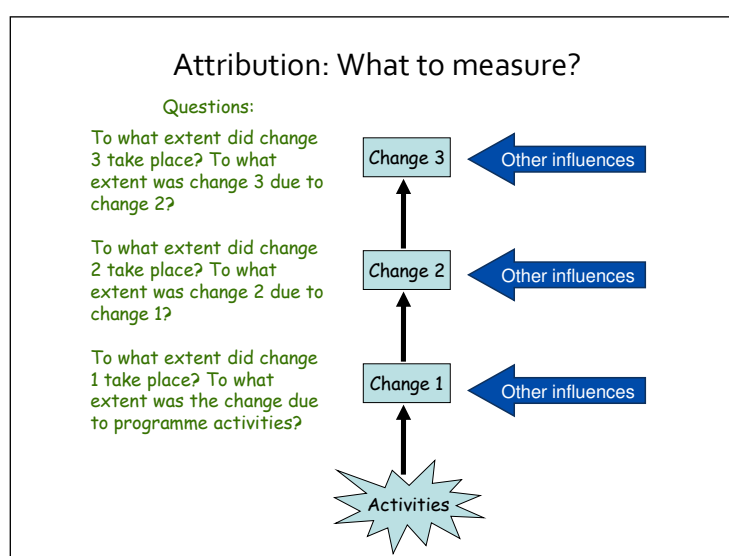 Attribution: What to measure?
Questions:
To what extent did change
3 take place? To what
extent was change 3 due to
change 2?
Change 3
Other influences
To what extent did change
2 take place? To what
extent was change 2 due to
change 1?
Change 2
Other influences
To what extent did change
1 take place? To what
extent was the change due
to programme activities?
Change 1
Other influences
Activities